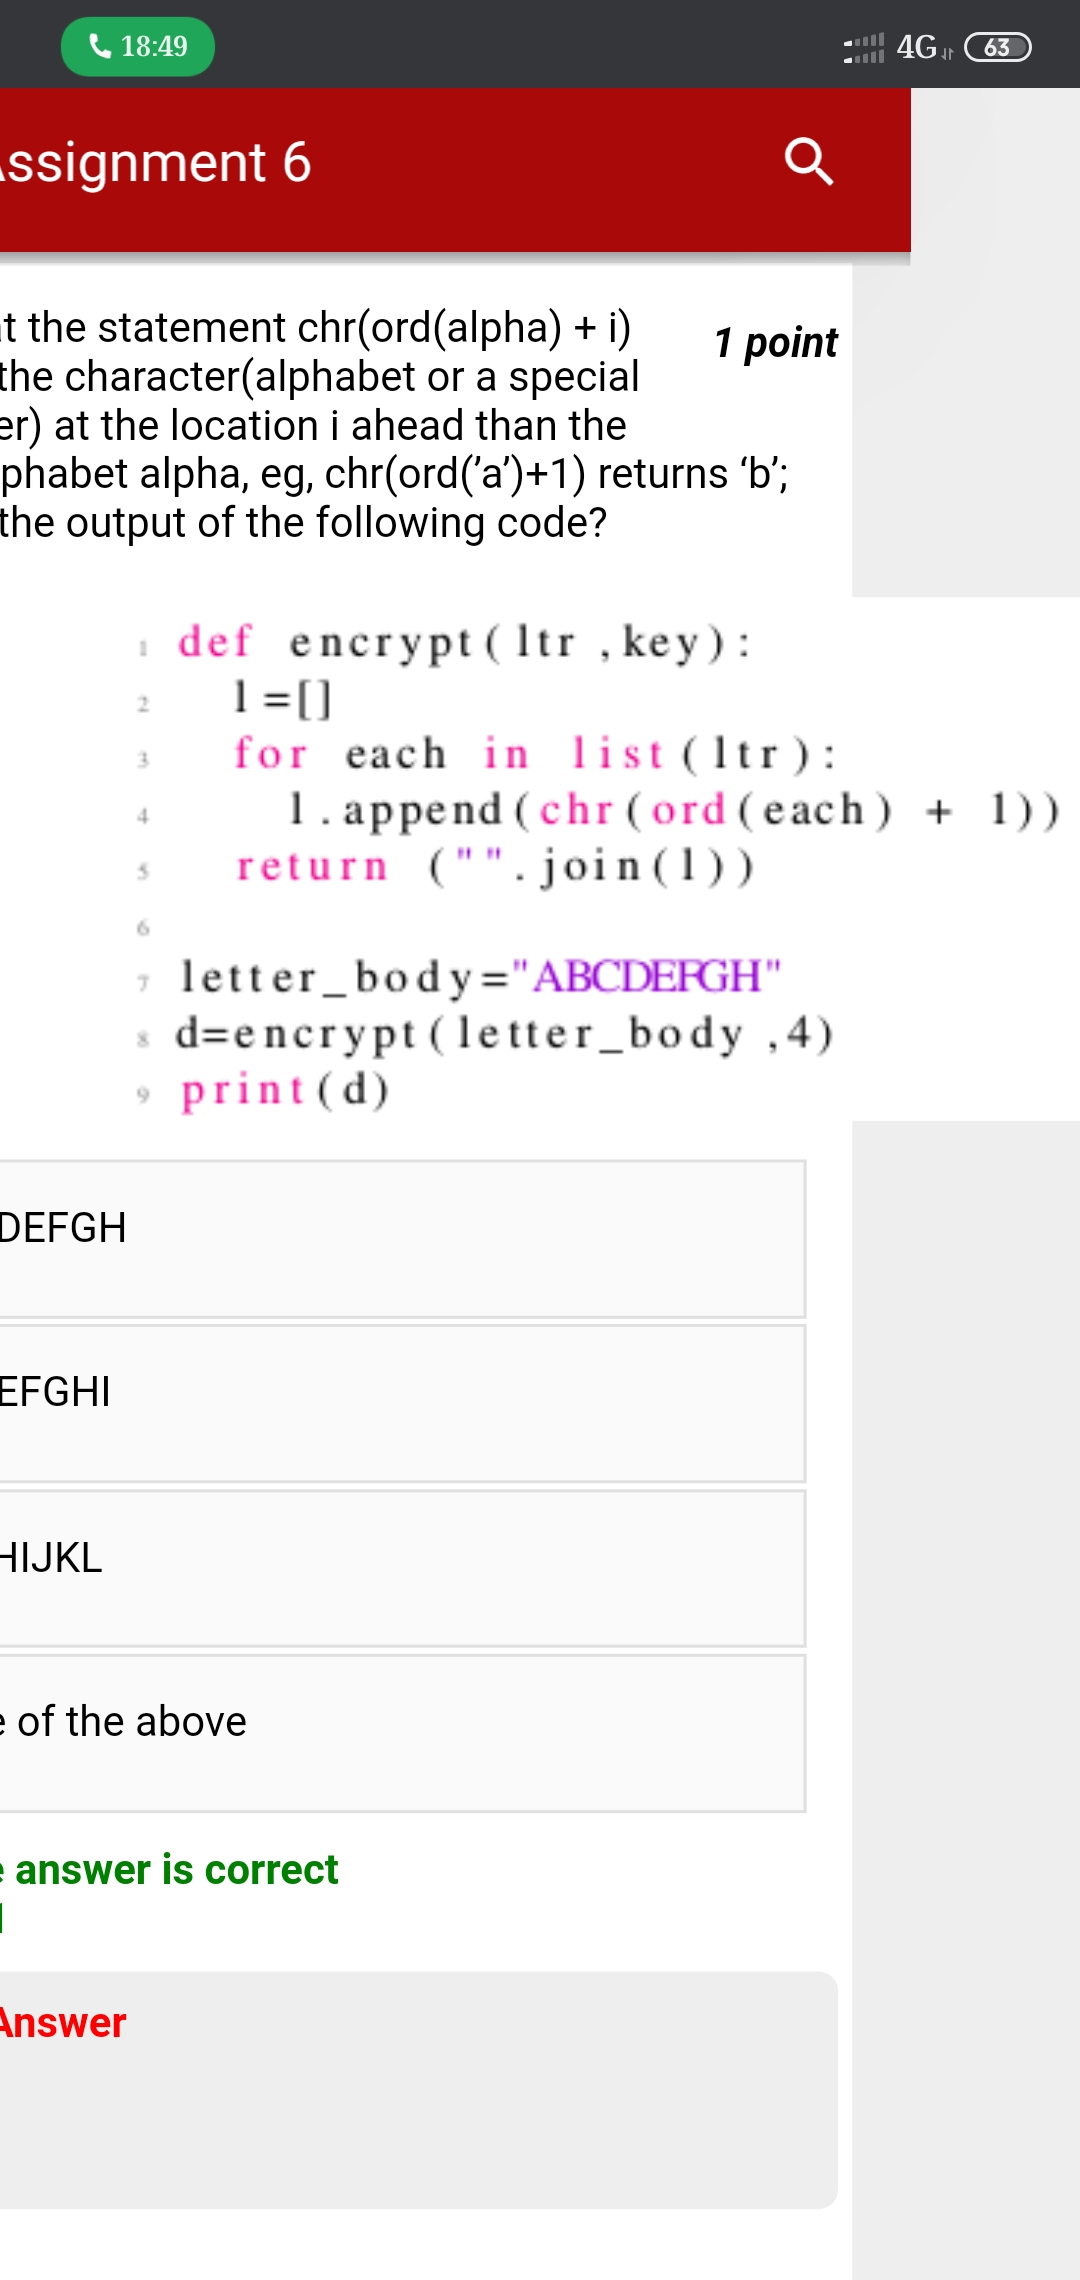 18:49 4G 63
ssignment 6
t the statement chr(ord(alpha) + i)
1 point
the character(alphabet or a special
er) at the location i ahead than the
phabet alpha, eg, chr(ord(’a’)+1) returns ‘b’;
the output of the following code?
1 def encrypt(ltr ,key):
2 l=[]
3 for each in list(ltr):
4 l.append(chr(ord(each) + 1))
5 return ("".join(l))
6
7 letter_body="ABCDEFGH"
8 d=encrypt(letter_body ,4)
9 print(d)
DEFGH
EFGHI
HIJKL
e of the above
e answer is correct
Answer